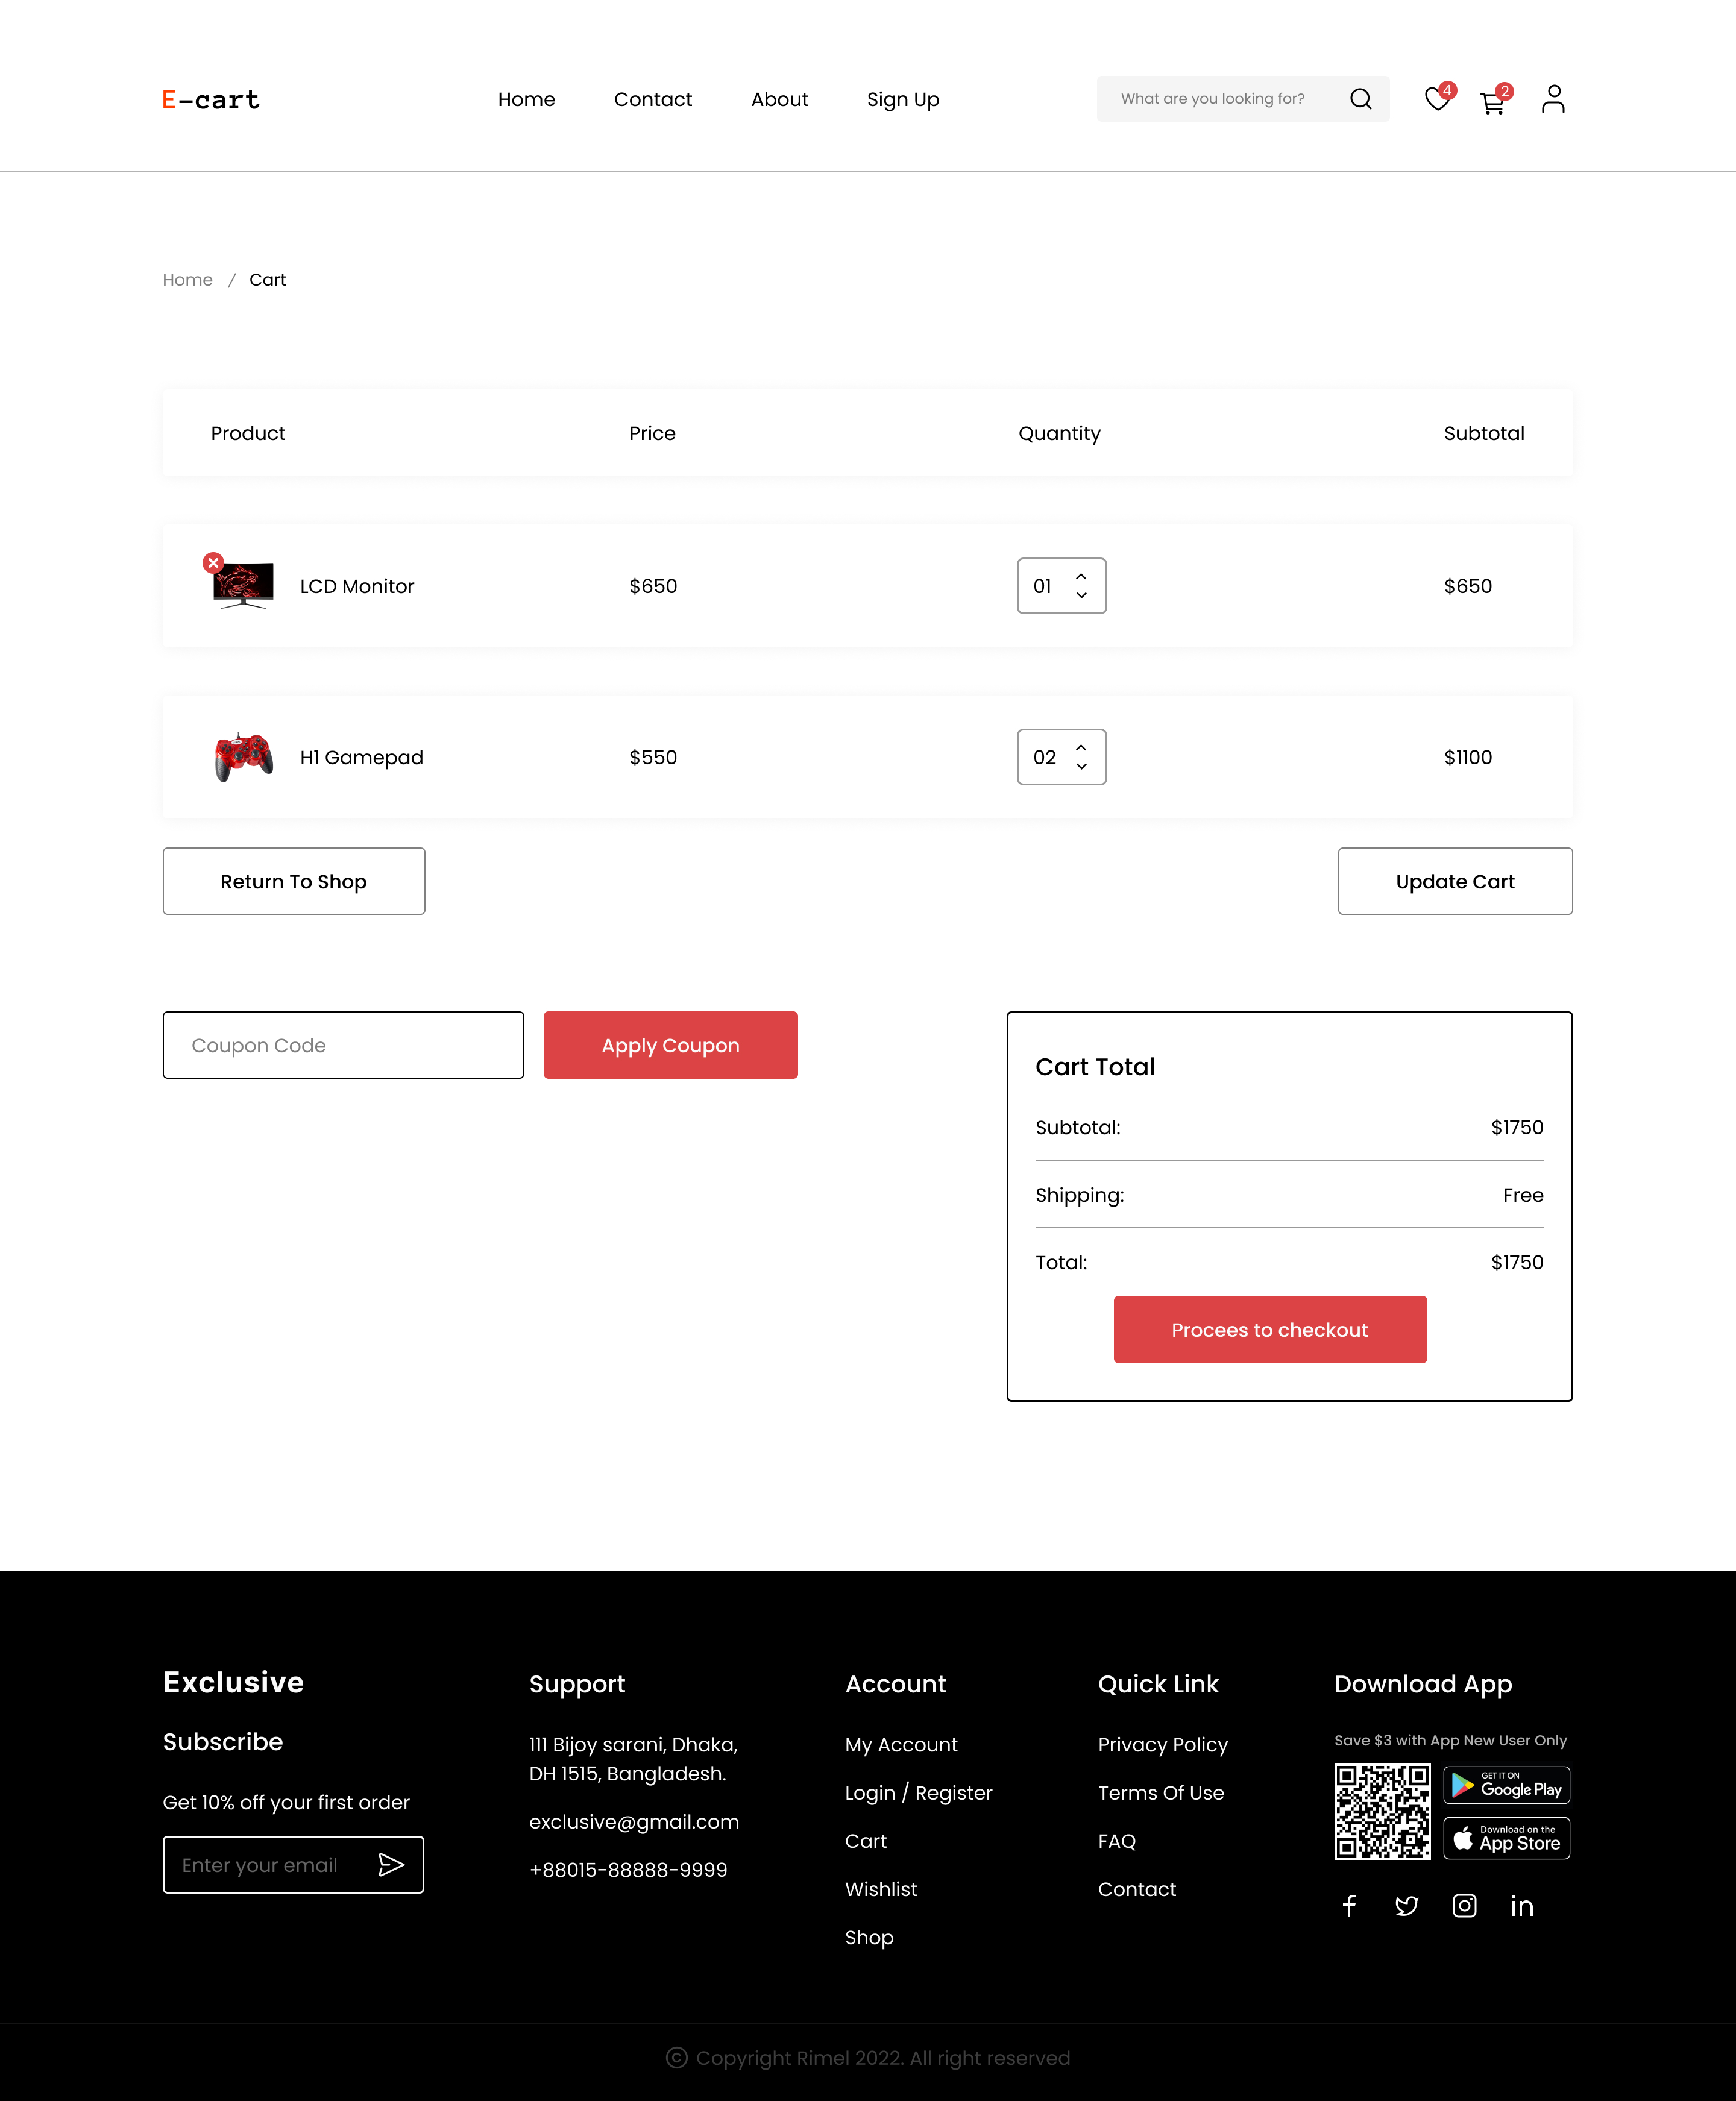 E-cart
Home
Contact
About
Sign Up
What are you looking for?
4
2
Home / Cart
Product
Price
Quantity
Subtotal
LCD Monitor
$650
01
$650
H1 Gamepad
$550
02
$1100
Return To Shop
Update Cart
Coupon Code
Apply Coupon
Cart Total
Subtotal:
$1750
Shipping:
Free
Total:
$1750
Procees to checkout
Exclusive
Subscribe
Get 10% off your first order
Enter your email
Support
111 Bijoy sarani, Dhaka,
DH 1515, Bangladesh.
exclusive@gmail.com
+88015-88888-9999
Account
My Account
Login / Register
Cart
Wishlist
Shop
Quick Link
Privacy Policy
Terms Of Use
FAQ
Contact
Download App
Save $3 with App New User Only
GET IT ON
Google Play
Download on the
App Store
© Copyright Rimel 2022. All right reserved